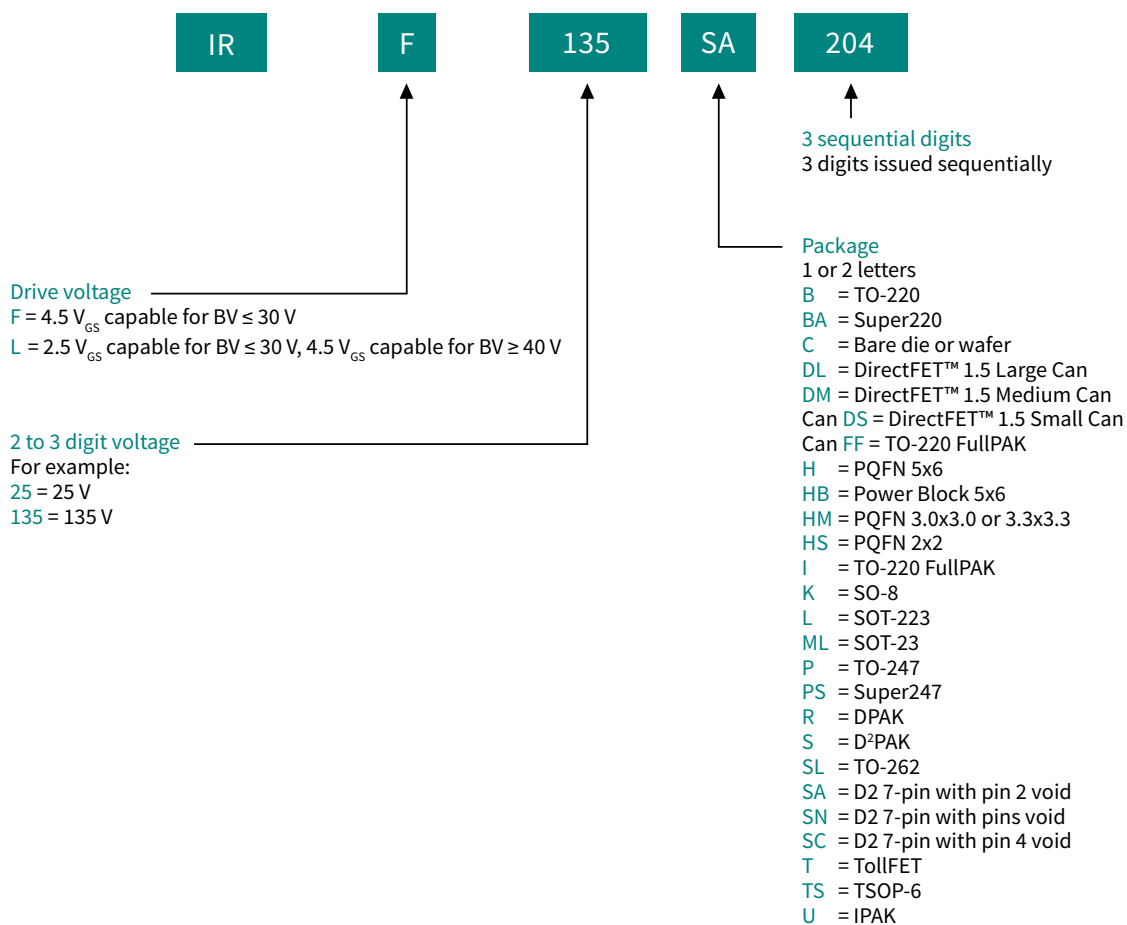 IR F 135 SA 204
3 sequential digits
3 digits issued sequentially
Package
1 or 2 letters
B = TO-220
BA = Super220
C = Bare die or wafer
DL = DirectFET™ 1.5 Large Can
DM = DirectFET™ 1.5 Medium Can
Can DS = DirectFET™ 1.5 Small Can
Can FF = TO-220 FullPAK
H = PQFN 5x6
HB = Power Block 5x6
HM = PQFN 3.0x3.0 or 3.3x3.3
HS = PQFN 2x2
I = TO-220 FullPAK
K = SO-8
L = SOT-223
ML = SOT-23
P = TO-247
PS = Super247
R = DPAK
S = D²PAK
SL = TO-262
SA = D2 7-pin with pin 2 void
SN = D2 7-pin with pins void
SC = D2 7-pin with pin 4 void
T = TollFET
TS = TSOP-6
U = IPAK
Drive voltage
F = 4.5 V_GS capable for BV ≤ 30 V
L = 2.5 V_GS capable for BV ≤ 30 V, 4.5 V_GS capable for BV ≥ 40 V
2 to 3 digit voltage
For example:
25 = 25 V
135 = 135 V